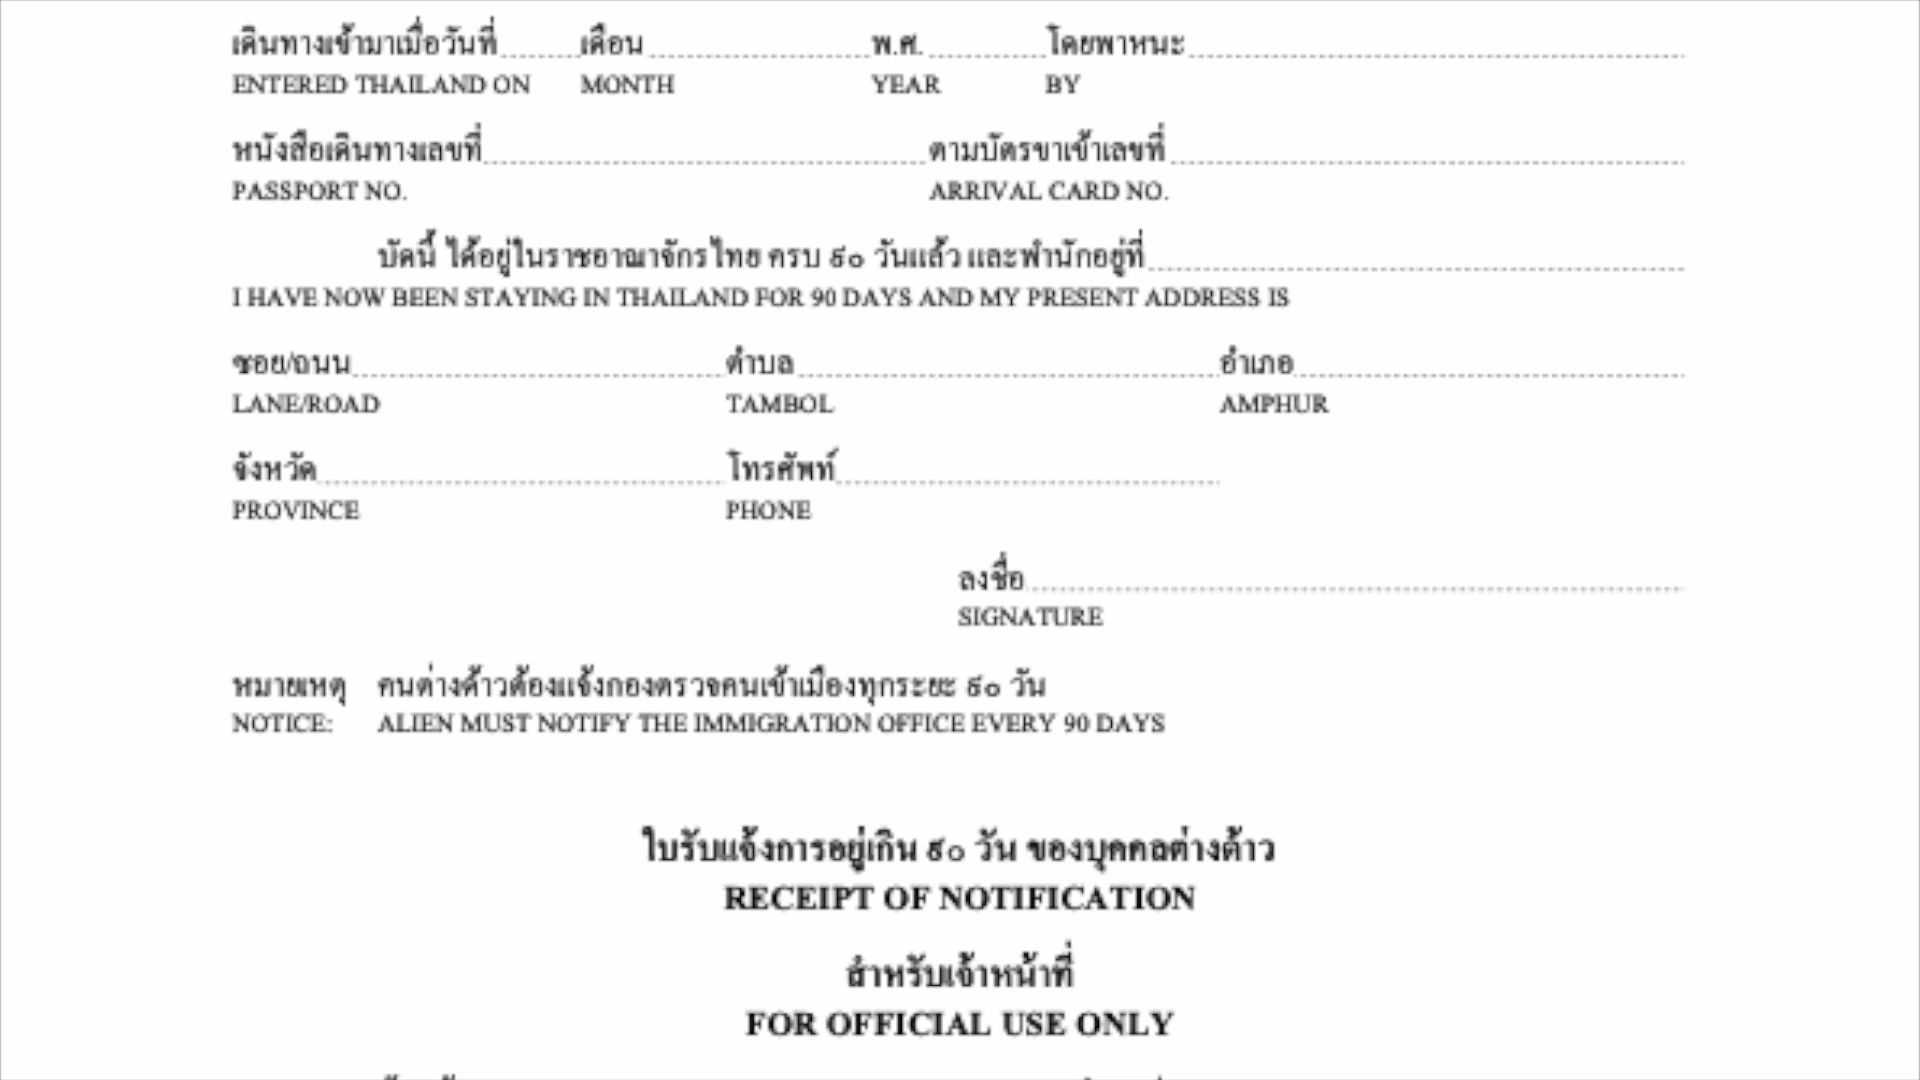 เดินทางเข้ามาเมื่อวันที่ เดือน พ.ศ. โดยพาหนะ
ENTERED THAILAND ON MONTH YEAR BY
หนังสือเดินทางเลขที่ ตามบัตรขาเข้าเลขที่
PASSPORT NO. ARRIVAL CARD NO.
บัดนี้ ได้อยู่ในราชอาณาจักรไทย ครบ ๙๐ วันแล้ว และพำนักอยู่ที่
I HAVE NOW BEEN STAYING IN THAILAND FOR 90 DAYS AND MY PRESENT ADDRESS IS
ซอย/ถนน ตำบล อำเภอ
LANE/ROAD TAMBOL AMPHUR
จังหวัด โทรศัพท์
PROVINCE PHONE
ลงชื่อ
SIGNATURE
หมายเหตุ คนต่างด้าวต้องแจ้งกองตรวจคนเข้าเมืองทุกระยะ ๙๐ วัน
NOTICE: ALIEN MUST NOTIFY THE IMMIGRATION OFFICE EVERY 90 DAYS
ใบรับแจ้งการอยู่เกิน ๙๐ วัน ของบุคคลต่างด้าว
RECEIPT OF NOTIFICATION
สำหรับเจ้าหน้าที่
FOR OFFICIAL USE ONLY